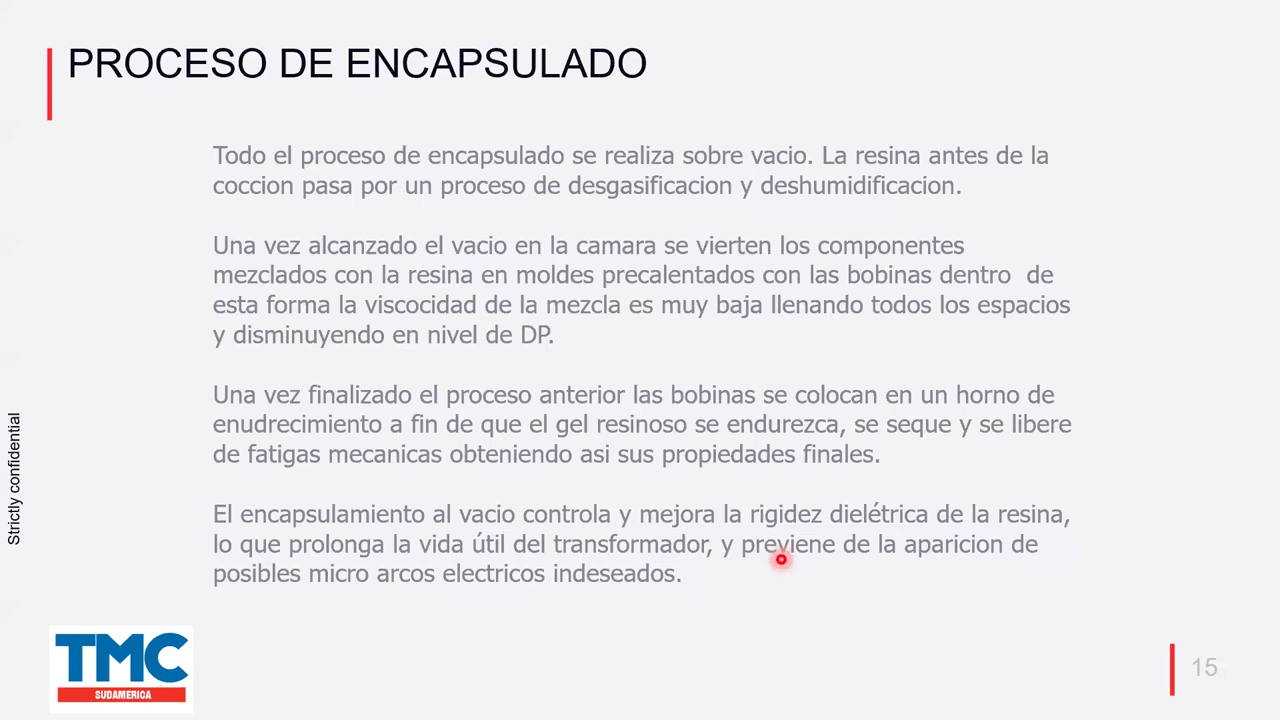 PROCESO DE ENCAPSULADO
Todo el proceso de encapsulado se realiza sobre vacio. La resina antes de la
coccion pasa por un proceso de desgasificacion y deshumidificacion.
Una vez alcanzado el vacio en la camara se vierten los componentes
mezclados con la resina en moldes precalentados con las bobinas dentro  de
esta forma la viscocidad de la mezcla es muy baja llenando todos los espacios
y disminuyendo en nivel de DP.
Una vez finalizado el proceso anterior las bobinas se colocan en un horno de
enudrecimiento a fin de que el gel resinoso se endurezca, se seque y se libere
de fatigas mecanicas obteniendo asi sus propiedades finales.
El encapsulamiento al vacio controla y mejora la rigidez dielétrica de la resina,
lo que prolonga la vida útil del transformador, y previene de la aparicion de
posibles micro arcos electricos indeseados.
Strictly confidential
TMC
SUDAMERICA
15